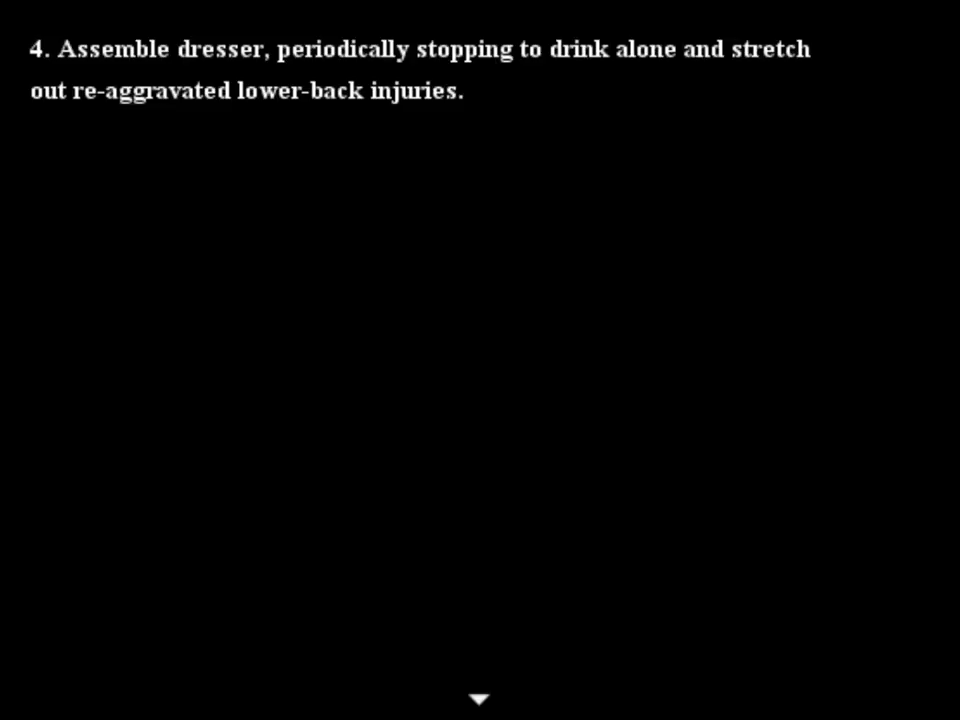 4. Assemble dresser, periodically stopping to drink alone and stretch
out re-aggravated lower-back injuries.